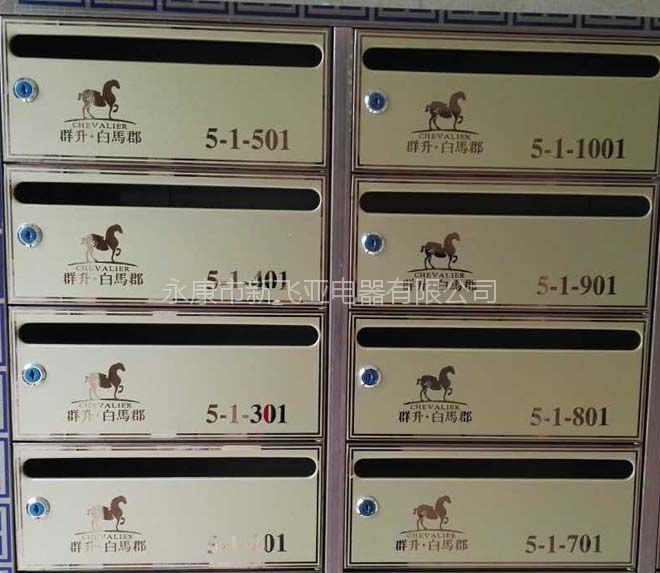 CHEVALIER
群升·白馬郡
5-1-501
CHEVALIER
群升·白馬郡
5-1-1001
CHEVALIER
群升·白馬郡
5-1-401
CHEVALIER
群升·白馬郡
5-1-901
永康市新飞亚电器有限公司
CHEVALIER
群升·白馬郡
5-1-301
CHEVALIER
群升·白馬郡
5-1-801
CHEVALIER
群升·白馬郡
CHEVALIER
群升·白馬郡
5-1-701